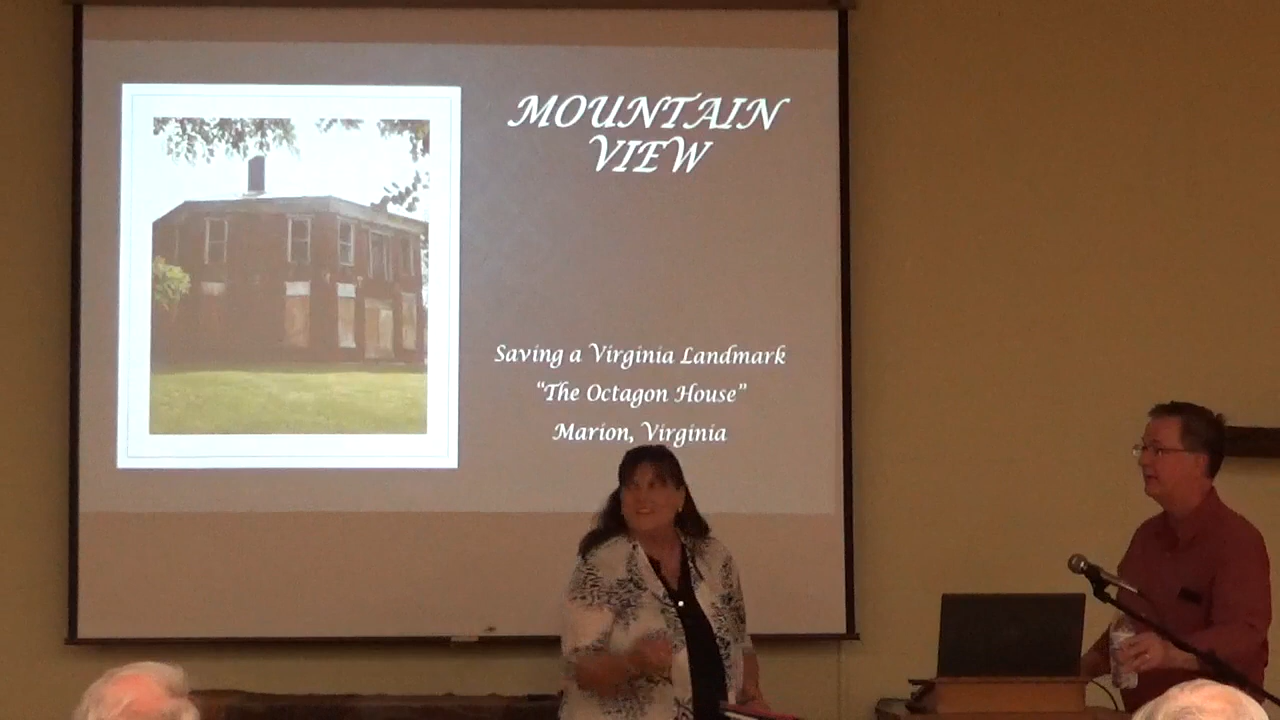 MOUNTAIN
VIEW
Saving a Virginia Landmark
“The Octagon House”
Marion, Virginia